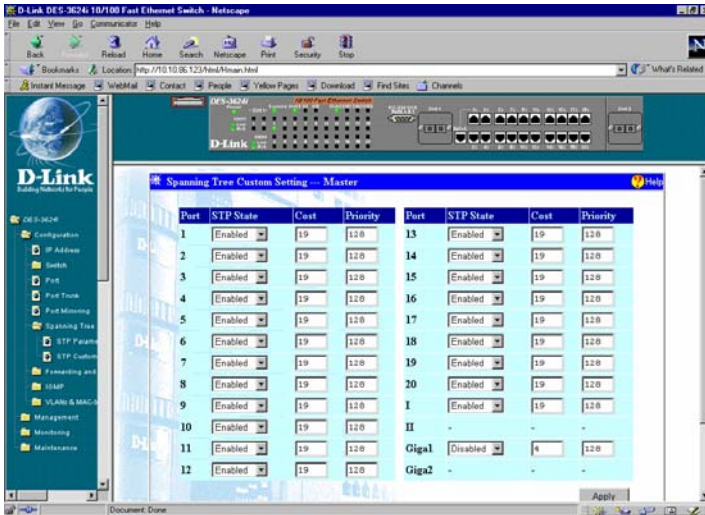 D-Link DES-3624i 10/100 Fast Ethernet Switch - Netscape
File Edit View Go Communicator Help
Back Reload Home Search Netscape Print Security Stop
Bookmarks Location: http://10.10.86.123/html/Hmain.html What's Related
Instant Message WebMail Contact People Yellow Pages Download Find Sites Channels
DES-3624i
D-Link
D-Link
Building Networks for People
Spanning Tree Custom Setting --- Master Help
DES-3624i
Configuration
IP Address
Switch
Port
Port Trunk
Port Mirroring
Spanning Tree
STP Parame
STP Custom
Forwarding and
IGMP
VLANs & MAC-b
Management
Monitoring
Maintenance
Port STP State Cost Priority Port STP State Cost Priority
1 Enabled 19 128 13 Enabled 19 128
2 Enabled 19 128 14 Enabled 19 128
3 Enabled 19 128 15 Enabled 19 128
4 Enabled 19 128 16 Enabled 19 128
5 Enabled 19 128 17 Enabled 19 128
6 Enabled 19 128 18 Enabled 19 128
7 Enabled 19 128 19 Enabled 19 128
8 Enabled 19 128 20 Enabled 19 128
9 Enabled 19 128 I Enabled 19 128
10 Enabled 19 128 II - - -
11 Enabled 19 128 Giga1 Disabled 4 128
12 Enabled 19 128 Giga2 - - -
Apply
Document: Done